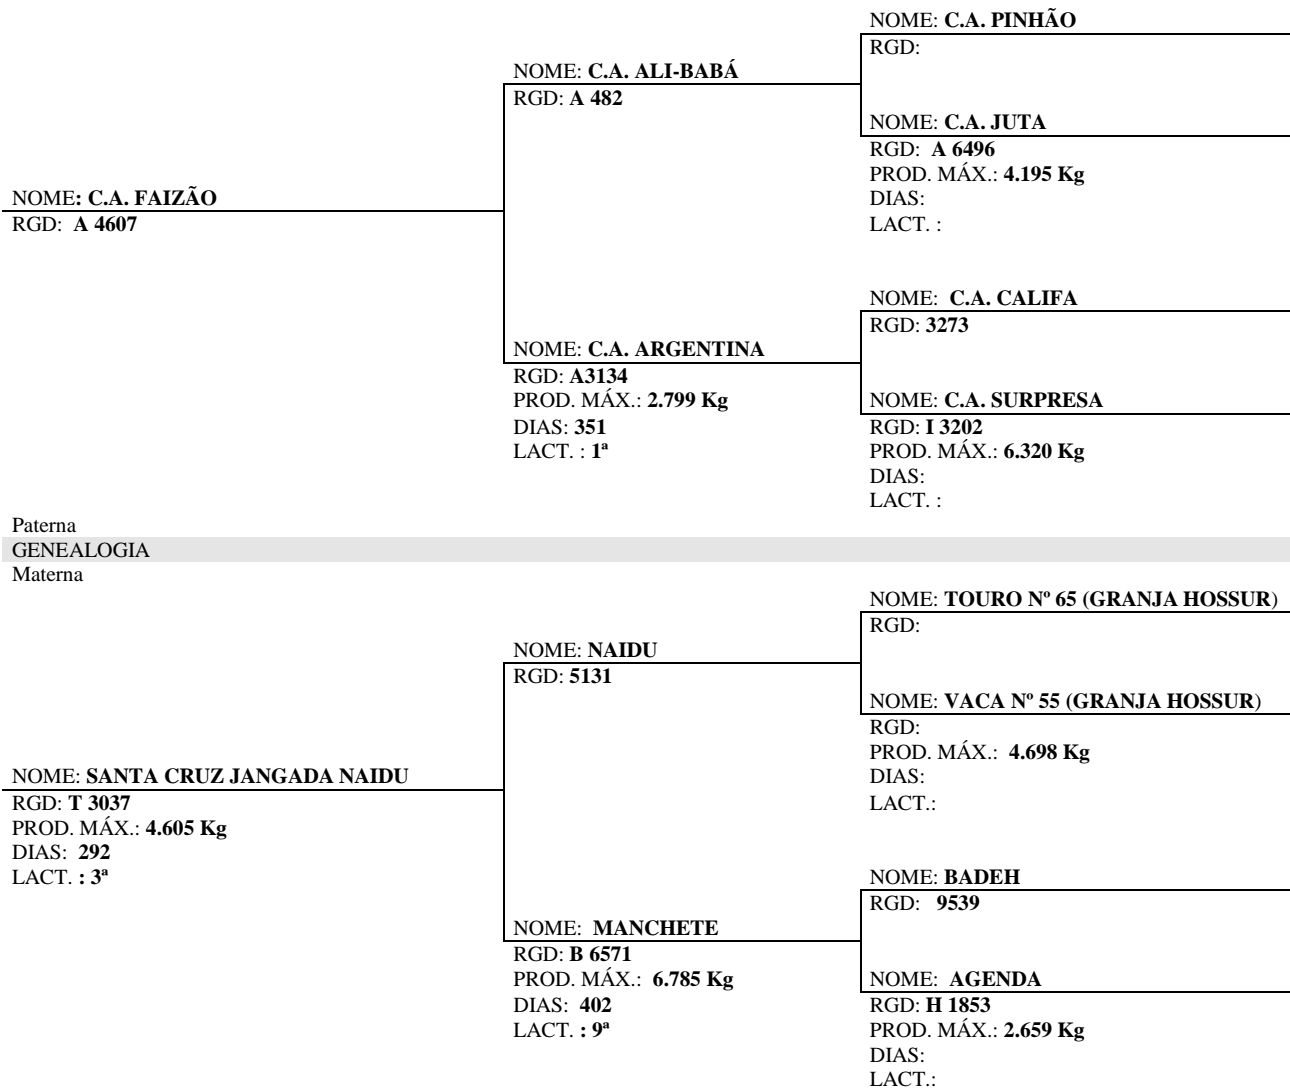 NOME: C.A. PINHÃO
RGD:
NOME: C.A. ALI-BABÁ
RGD: A 482
NOME: C.A. JUTA
RGD: A 6496
PROD. MÁX.: 4.195 Kg
DIAS:
LACT. :
NOME: C.A. FAIZÃO
RGD: A 4607
NOME: C.A. CALIFA
RGD: 3273
NOME: C.A. ARGENTINA
RGD: A3134
PROD. MÁX.: 2.799 Kg
DIAS: 351
LACT. : 1ª
NOME: C.A. SURPRESA
RGD: I 3202
PROD. MÁX.: 6.320 Kg
DIAS:
LACT. :
Paterna
GENEALOGIA
Materna
NOME: TOURO Nº 65 (GRANJA HOSSUR)
RGD:
NOME: NAIDU
RGD: 5131
NOME: VACA Nº 55 (GRANJA HOSSUR)
RGD:
PROD. MÁX.: 4.698 Kg
DIAS:
LACT.:
NOME: SANTA CRUZ JANGADA NAIDU
RGD: T 3037
PROD. MÁX.: 4.605 Kg
DIAS: 292
LACT. : 3ª
NOME: BADEH
RGD: 9539
NOME: MANCHETE
RGD: B 6571
PROD. MÁX.: 6.785 Kg
DIAS: 402
LACT. : 9ª
NOME: AGENDA
RGD: H 1853
PROD. MÁX.: 2.659 Kg
DIAS:
LACT.: